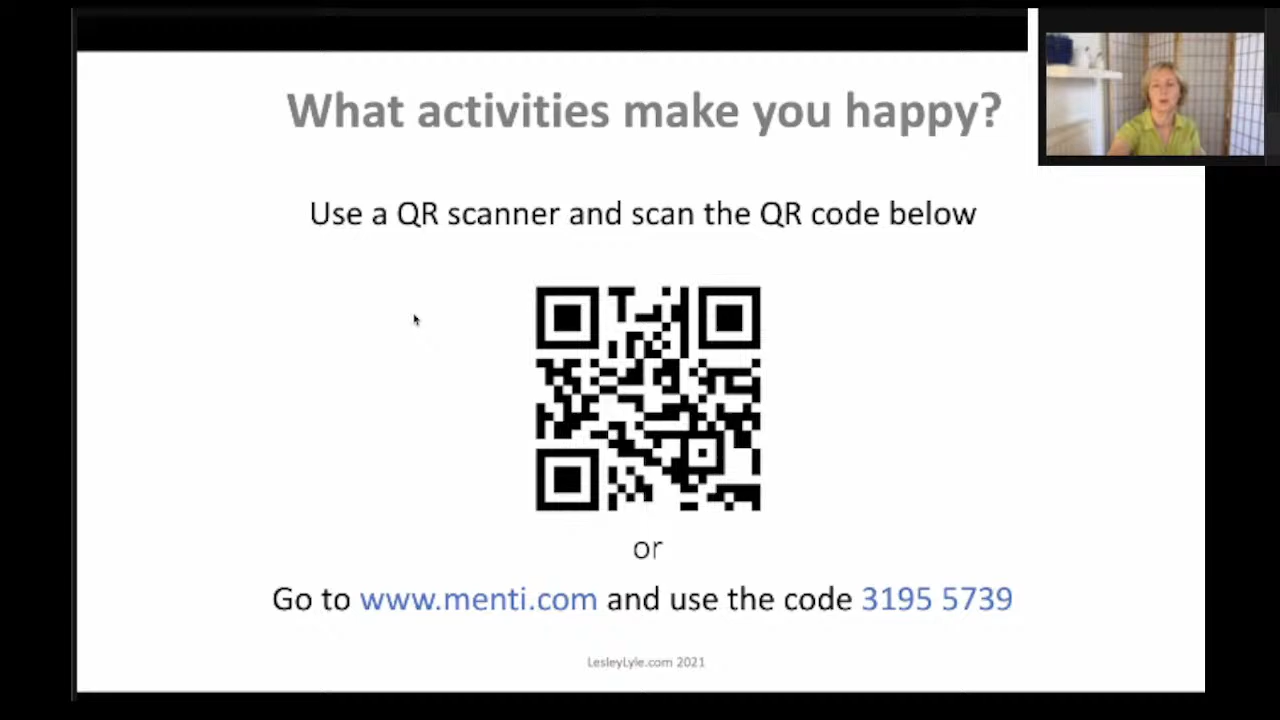 What activities make you happy?
Use a QR scanner and scan the QR code below
or
Go to www.menti.com and use the code 3195 5739
LesleyLyle.com 2021